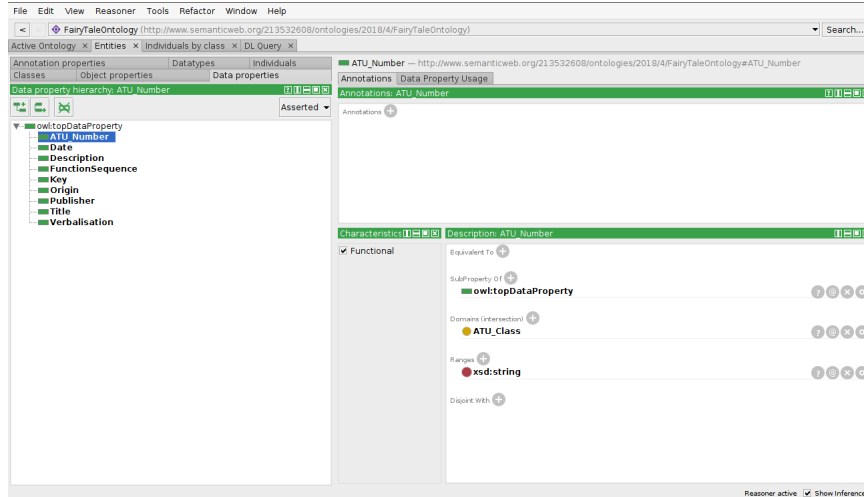 File Edit View Reasoner Tools Refactor Window Help
< FairyTaleOntology (http://www.semanticweb.org/213532608/ontologies/2018/4/FairyTaleOntology) Search...
Active Ontology × Entities × Individuals by class × DL Query ×
Annotation properties Datatypes Individuals
Classes Object properties Data properties
Data property hierarchy: ATU_Number
Asserted
owl:topDataProperty
ATU_Number
Date
Description
FunctionSequence
Key
Origin
Publisher
Title
Verbalisation
ATU_Number — http://www.semanticweb.org/213532608/ontologies/2018/4/FairyTaleOntology#ATU_Number
Annotations Data Property Usage
Annotations: ATU_Number
Annotations
Characteristics
Functional
Description: ATU_Number
Equivalent To
SubProperty Of
owl:topDataProperty
Domains (intersection)
ATU_Class
Ranges
xsd:string
Disjoint With
Reasoner active Show Inference